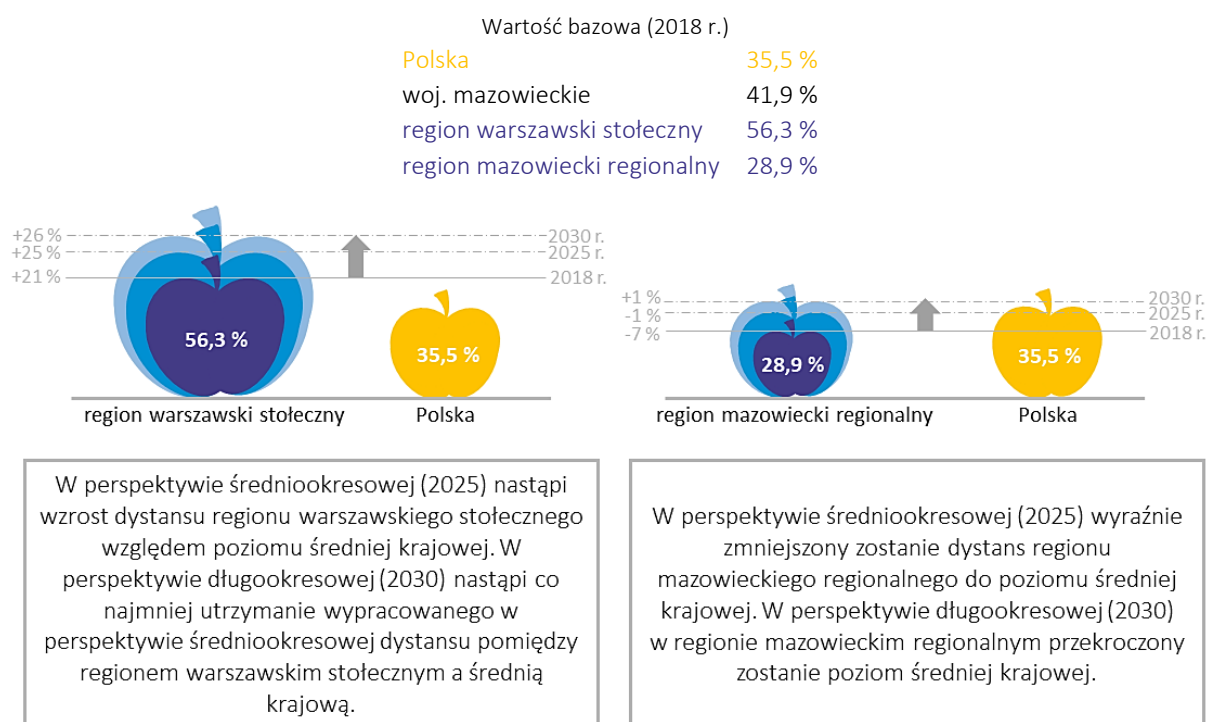 Wartość bazowa (2018 r.)
Polska 35,5 %
woj. mazowieckie 41,9 %
region warszawski stołeczny 56,3 %
region mazowiecki regionalny 28,9 %
+26 % 2030 r.
+25 % 2025 r.
+21 % 2018 r.
56,3 %
35,5 %
region warszawski stołeczny Polska
+1 % 2030 r.
-1 % 2025 r.
-7 % 2018 r.
28,9 %
35,5 %
region mazowiecki regionalny Polska
W perspektywie średniookresowej (2025) nastąpi
wzrost dystansu regionu warszawskiego stołecznego
względem poziomu średniej krajowej. W
perspektywie długookresowej (2030) nastąpi co
najmniej utrzymanie wypracowanego w
perspektywie średniookresowej dystansu pomiędzy
regionem warszawskim stołecznym a średnią
krajową.
W perspektywie średniookresowej (2025) wyraźnie
zmniejszony zostanie dystans regionu
mazowieckiego regionalnego do poziomu średniej
krajowej. W perspektywie długookresowej (2030)
w regionie mazowieckim regionalnym przekroczony
zostanie poziom średniej krajowej.